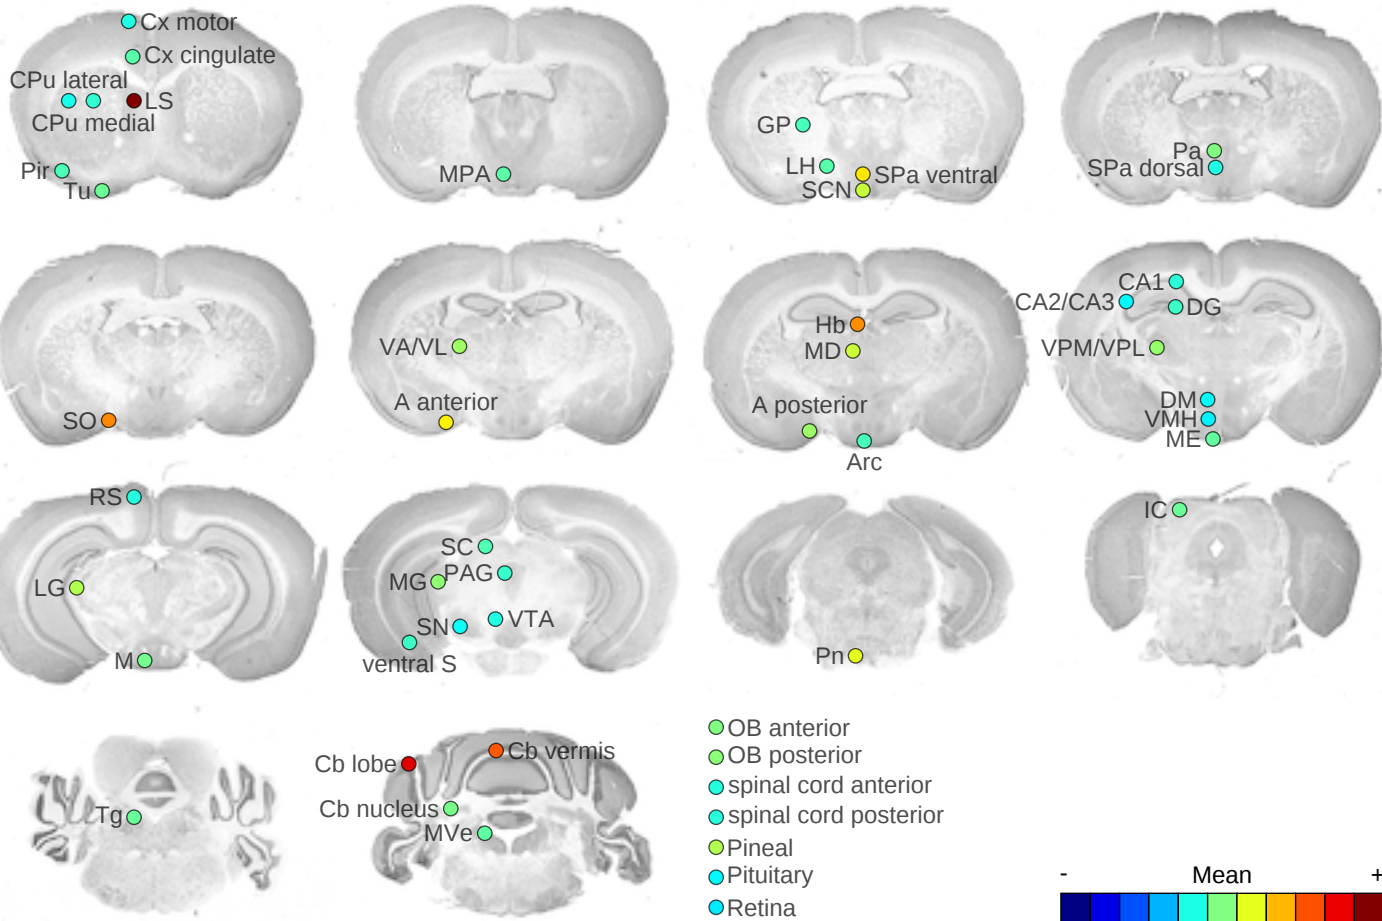 Cx motor
Cx cingulate
CPu lateral
LS
CPu medial
Pir
Tu
MPA
GP
LH
SPa ventral
SCN
Pa
SPa dorsal
SO
VA/VL
A anterior
Hb
MD
A posterior
Arc
CA1
CA2/CA3
DG
VPM/VPL
DM
VMH
ME
RS
LG
M
SC
MG
PAG
SN
VTA
ventral S
Pn
IC
Tg
Cb lobe
Cb vermis
Cb nucleus
MVe
OB anterior
OB posterior
spinal cord anterior
spinal cord posterior
Pineal
Pituitary
Retina
- Mean +